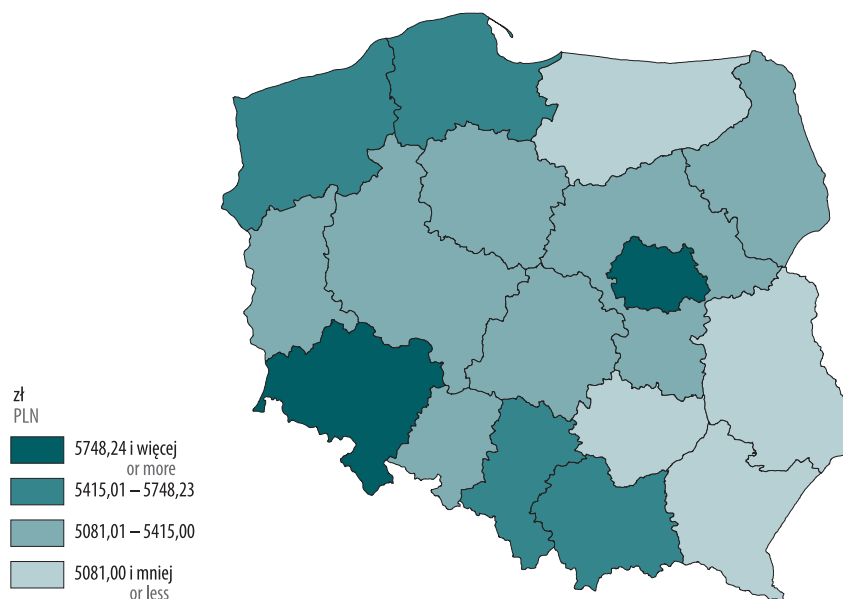 zł
PLN
5748,24 i więcej
or more
5415,01 – 5748,23
5081,01 – 5415,00
5081,00 i mniej
or less